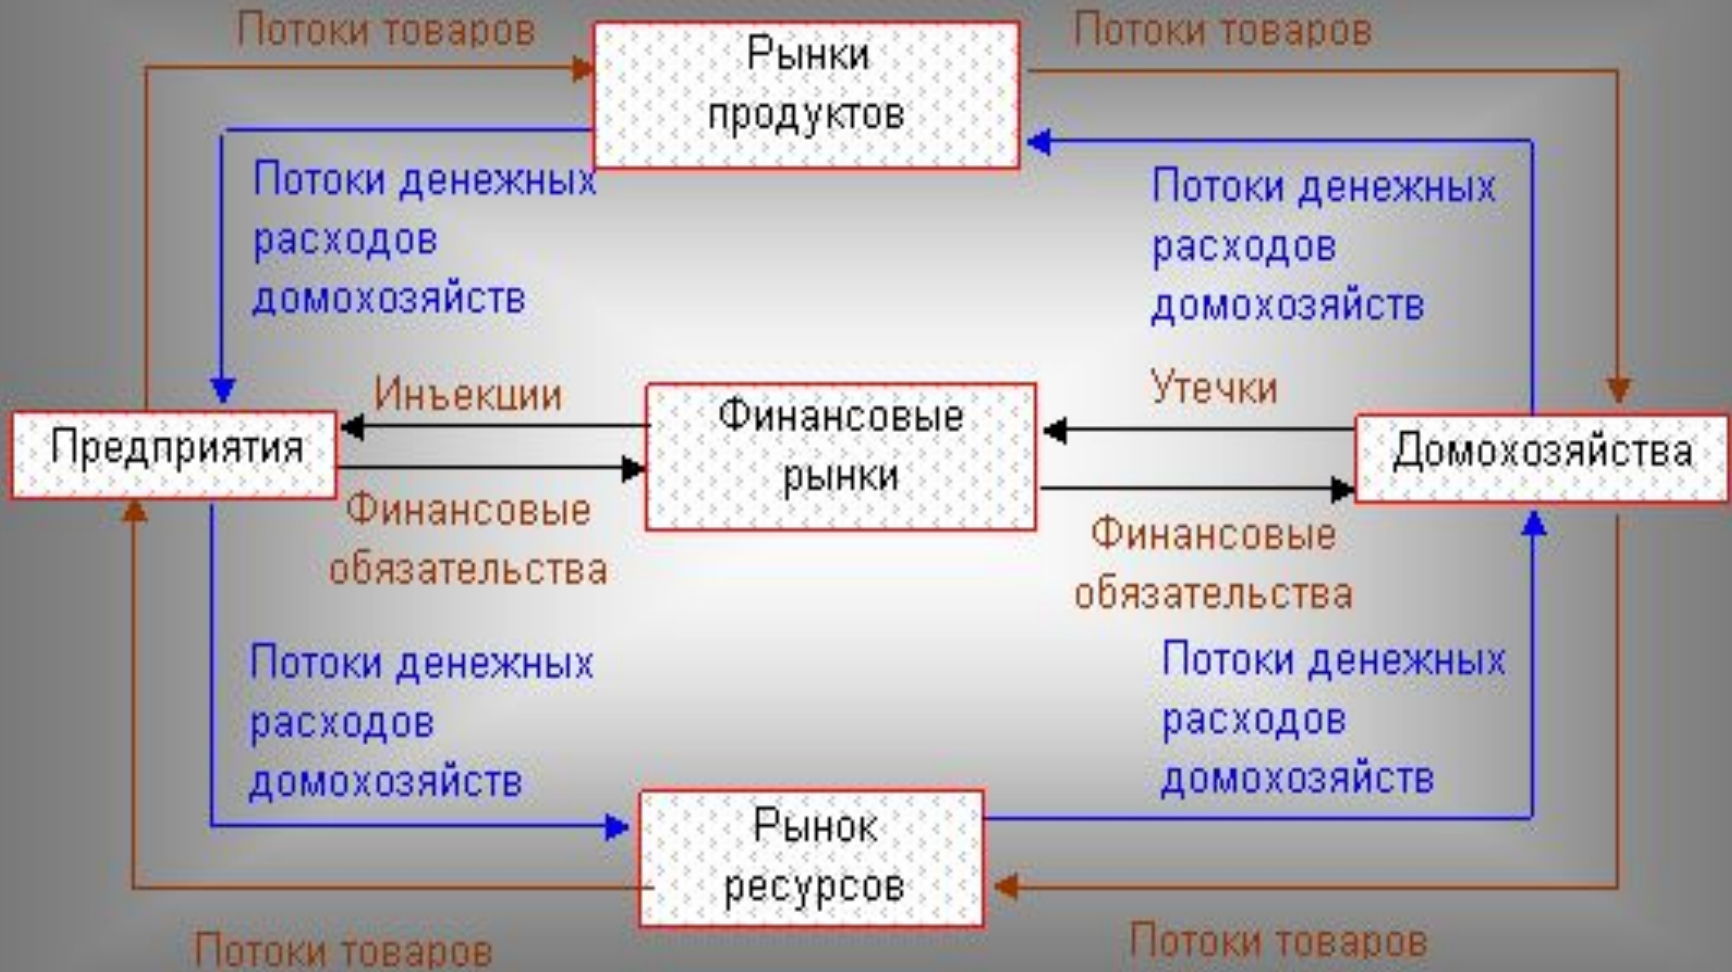 Потоки товаров
Рынки
продуктов
Потоки товаров
Потоки денежных
расходов
домохозяйств
Потоки денежных
расходов
домохозяйств
Инъекции
Утечки
Предприятия
Финансовые
рынки
Домохозяйства
Финансовые
обязательства
Финансовые
обязательства
Потоки денежных
расходов
домохозяйств
Потоки денежных
расходов
домохозяйств
Рынок
ресурсов
Потоки товаров
Потоки товаров